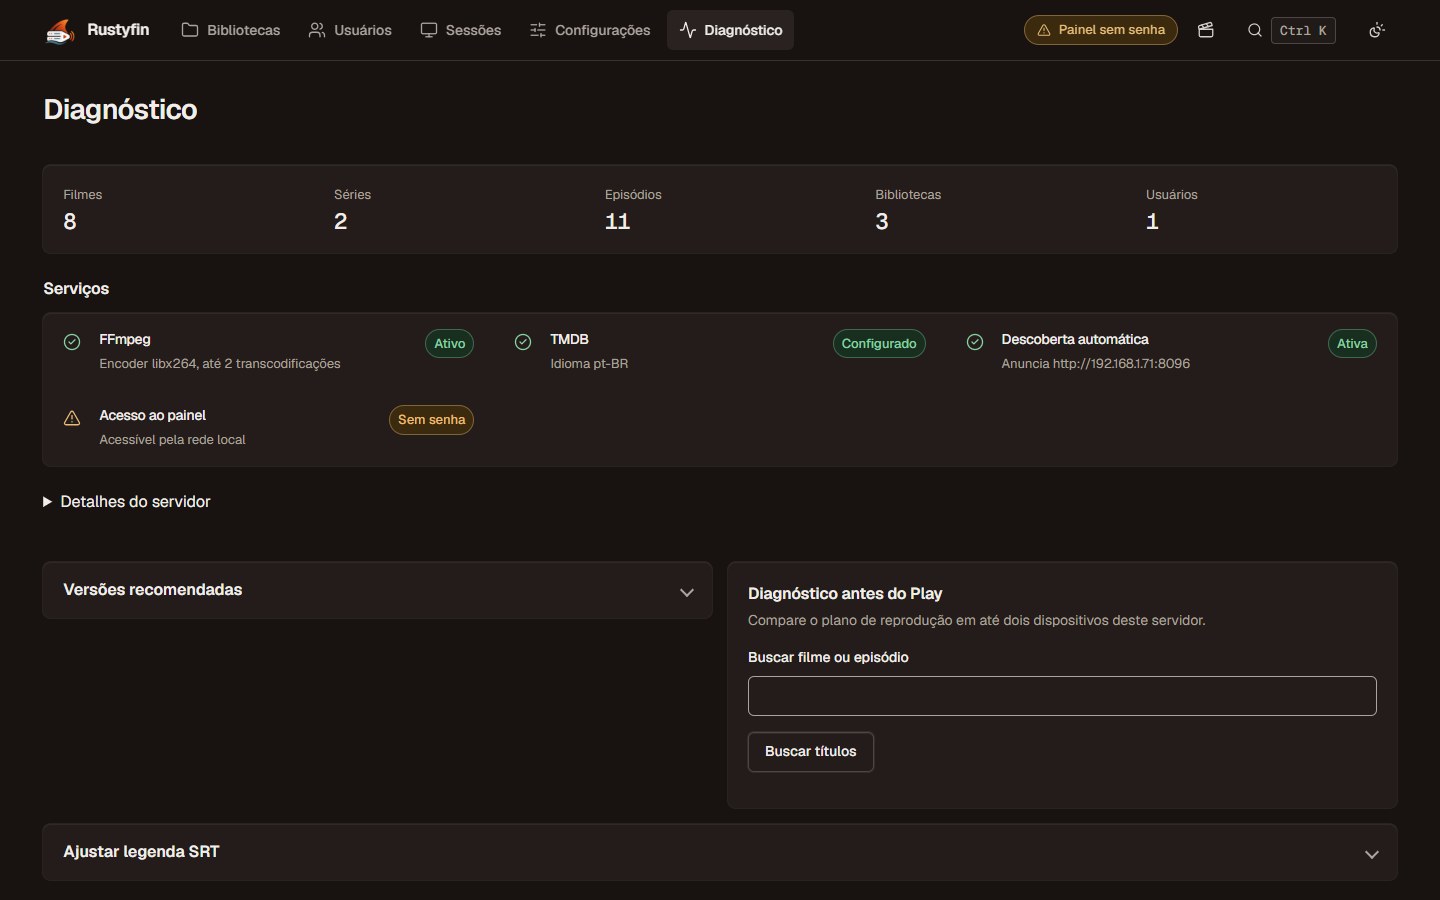 Rustyfin
Bibliotecas
Usuários
Sessões
Configurações
Diagnóstico
Painel sem senha
Ctrl K
Diagnóstico
Filmes
8
Séries
2
Episódios
11
Bibliotecas
3
Usuários
1
Serviços
FFmpeg
Ativo
Encoder libx264, até 2 transcodificações
TMDB
Configurado
Idioma pt-BR
Descoberta automática
Ativa
Anuncia http://192.168.1.71:8096
Acesso ao painel
Sem senha
Acessível pela rede local
Detalhes do servidor
Versões recomendadas
Diagnóstico antes do Play
Compare o plano de reprodução em até dois dispositivos deste servidor.
Buscar filme ou episódio
Buscar títulos
Ajustar legenda SRT